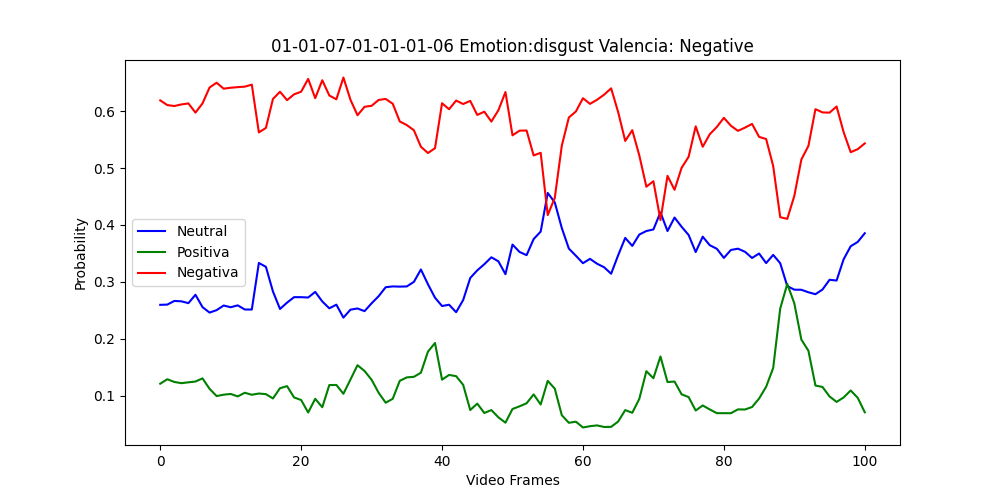 01-01-07-01-01-01-06 Emotion:disgust Valencia: Negative
Probability
0.6
0.5
0.4
0.3
0.2
0.1
Neutral
Positiva
Negativa
0 20 40 60 80 100
Video Frames